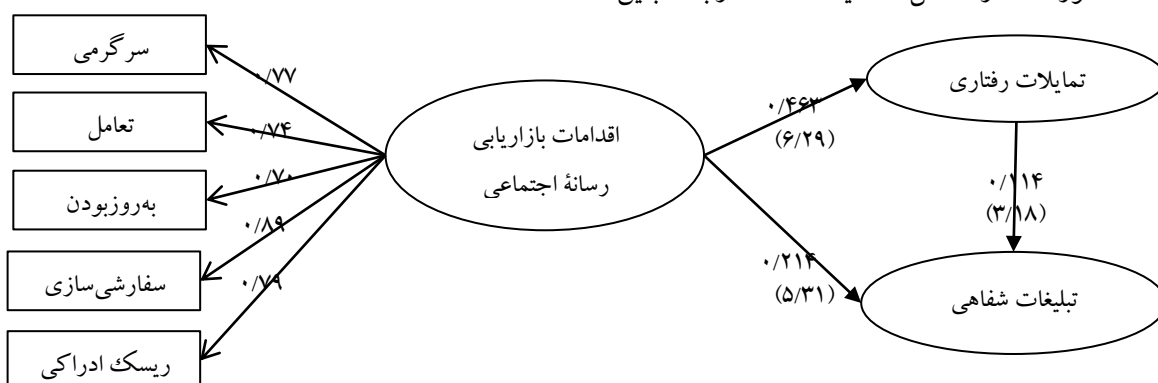 سرگرمی
تعامل
به‌روزبودن
سفارشی‌سازی
ریسک ادراکی
۰/۷۷
۰/۷۴
۰/۷۰
۰/۸۹
۰/۷۹
اقدامات بازاریابی
رسانهٔ اجتماعی
۰/۴۶۲
(۶/۲۹)
۰/۲۱۴
(۵/۳۱)
تمایلات رفتاری
۰/۱۱۴
(۳/۱۸)
تبلیغات شفاهی